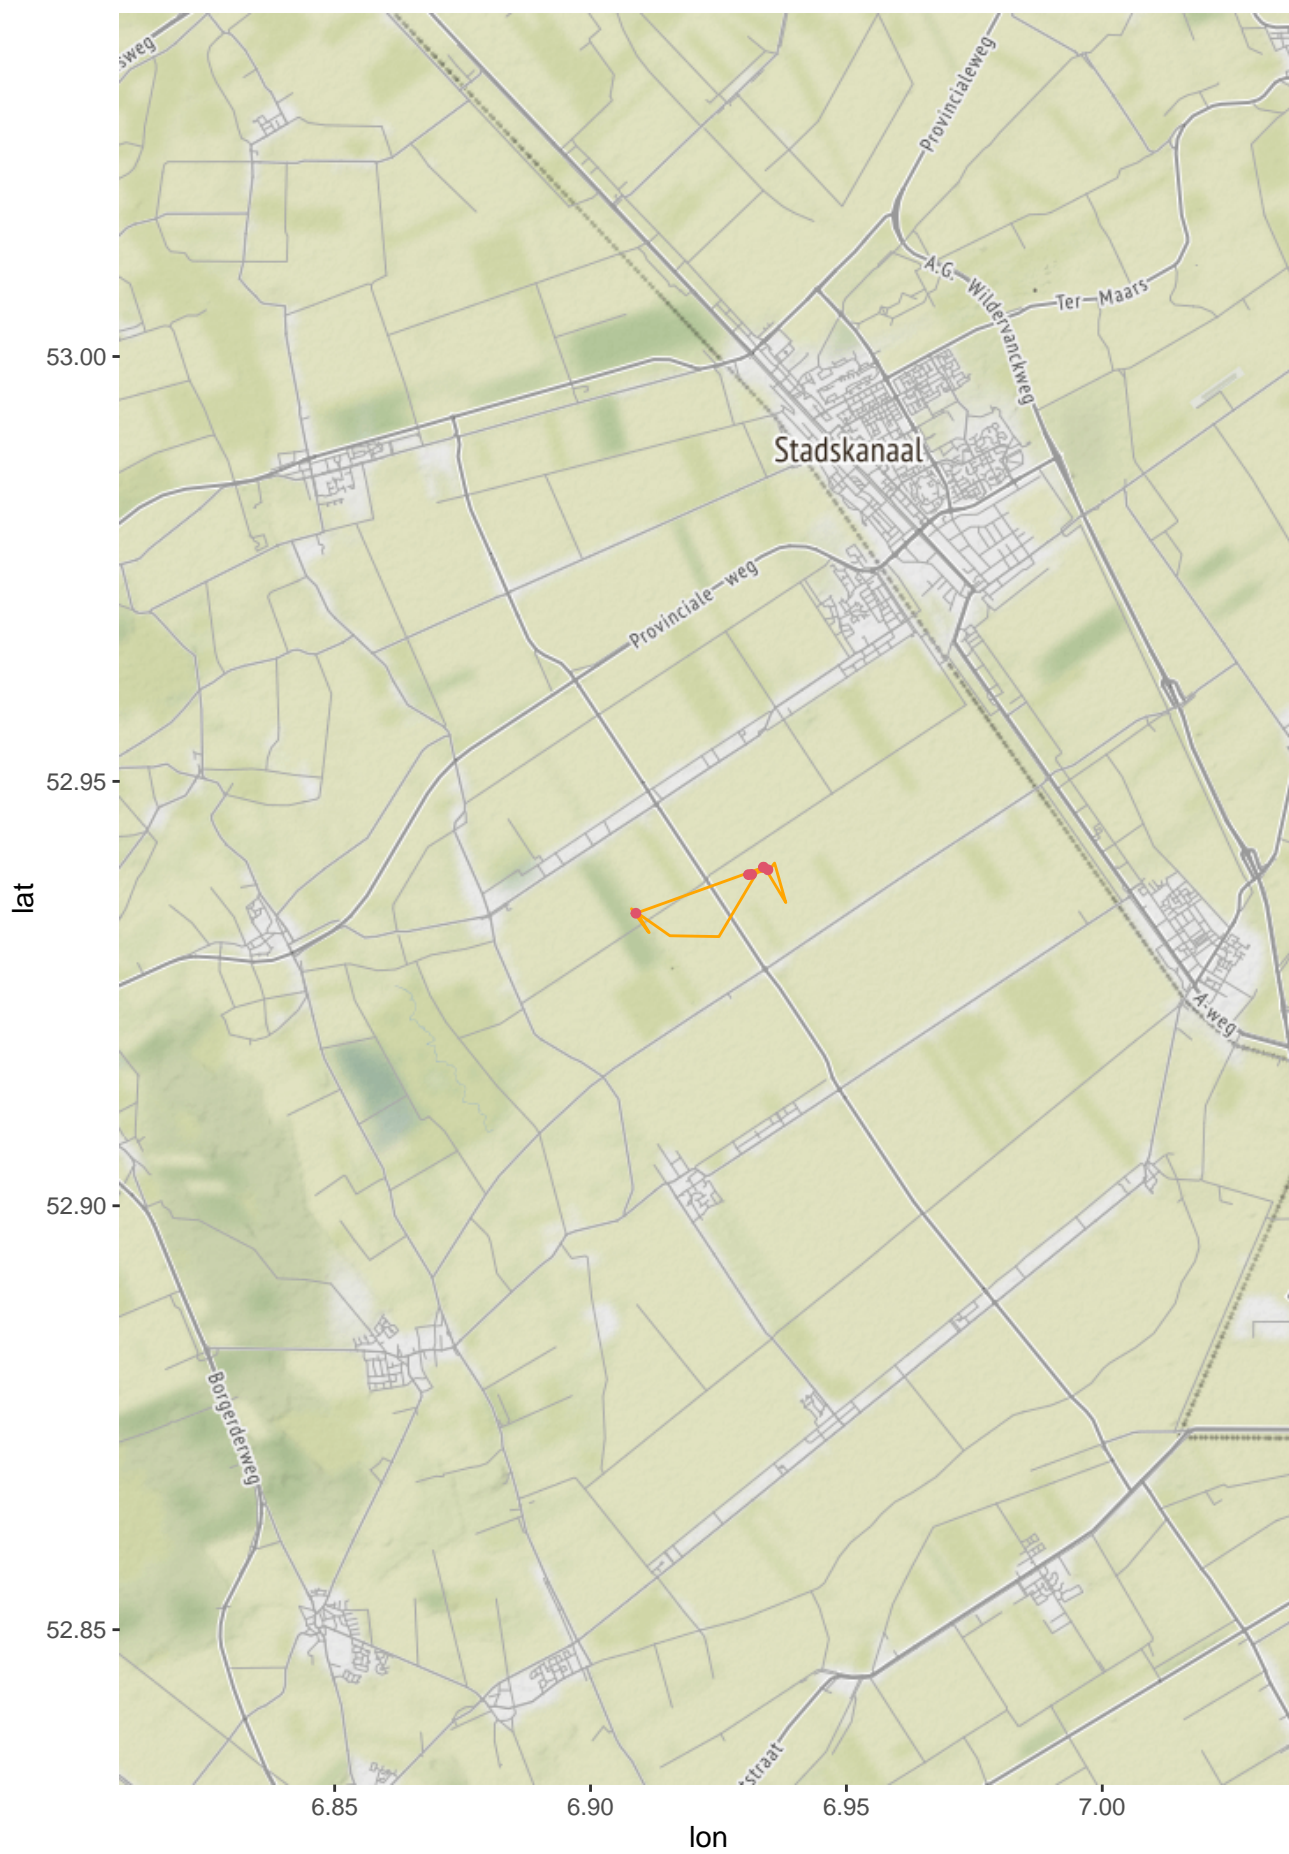 sweg
Provincialeweg
A.G. Wildervanckweg
Ter Maars
53.00
Stadskanaal
Provinciale weg
52.95
lat
A-weg
52.90
Borgerderweg
52.85
tstraat
6.85 6.90 6.95 7.00
lon